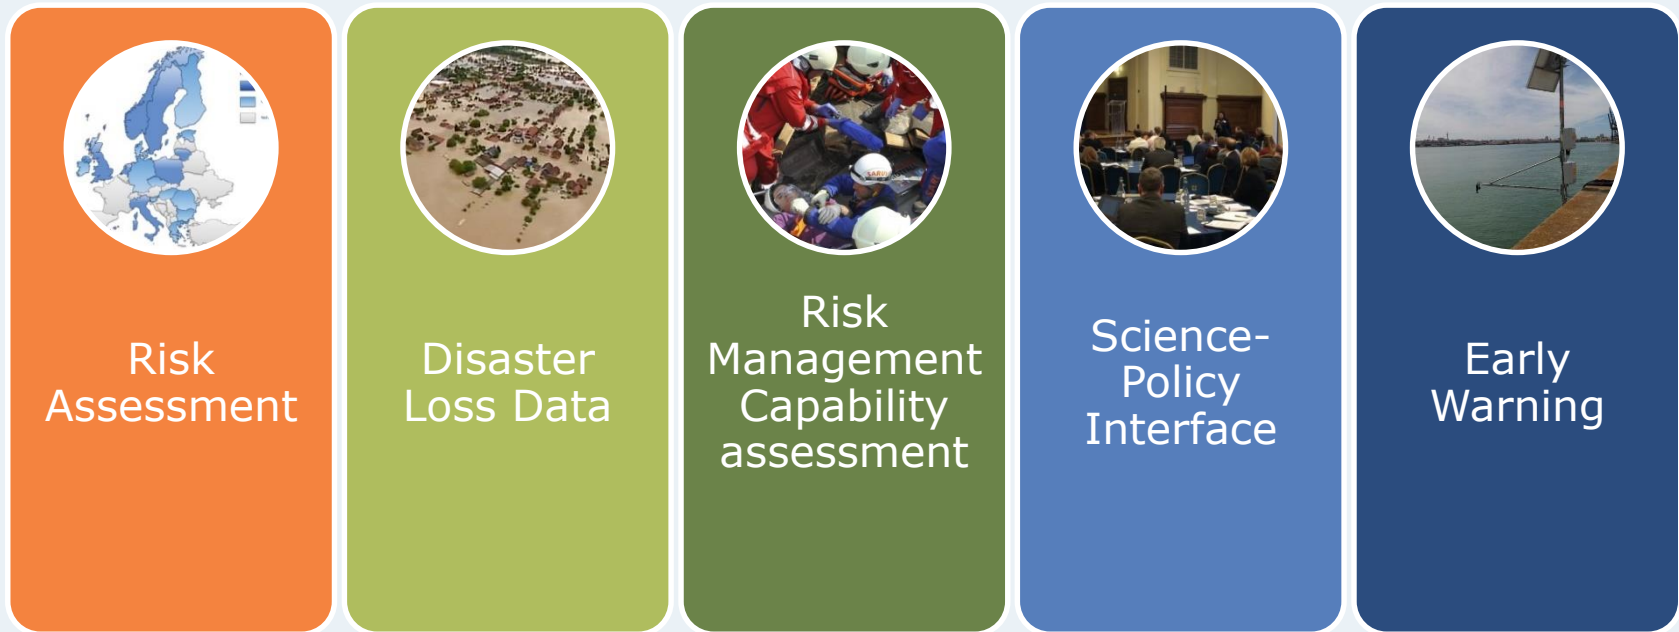 Risk
Assessment
Disaster
Loss Data
Risk
Management
Capability
assessment
Science-
Policy
Interface
Early
Warning